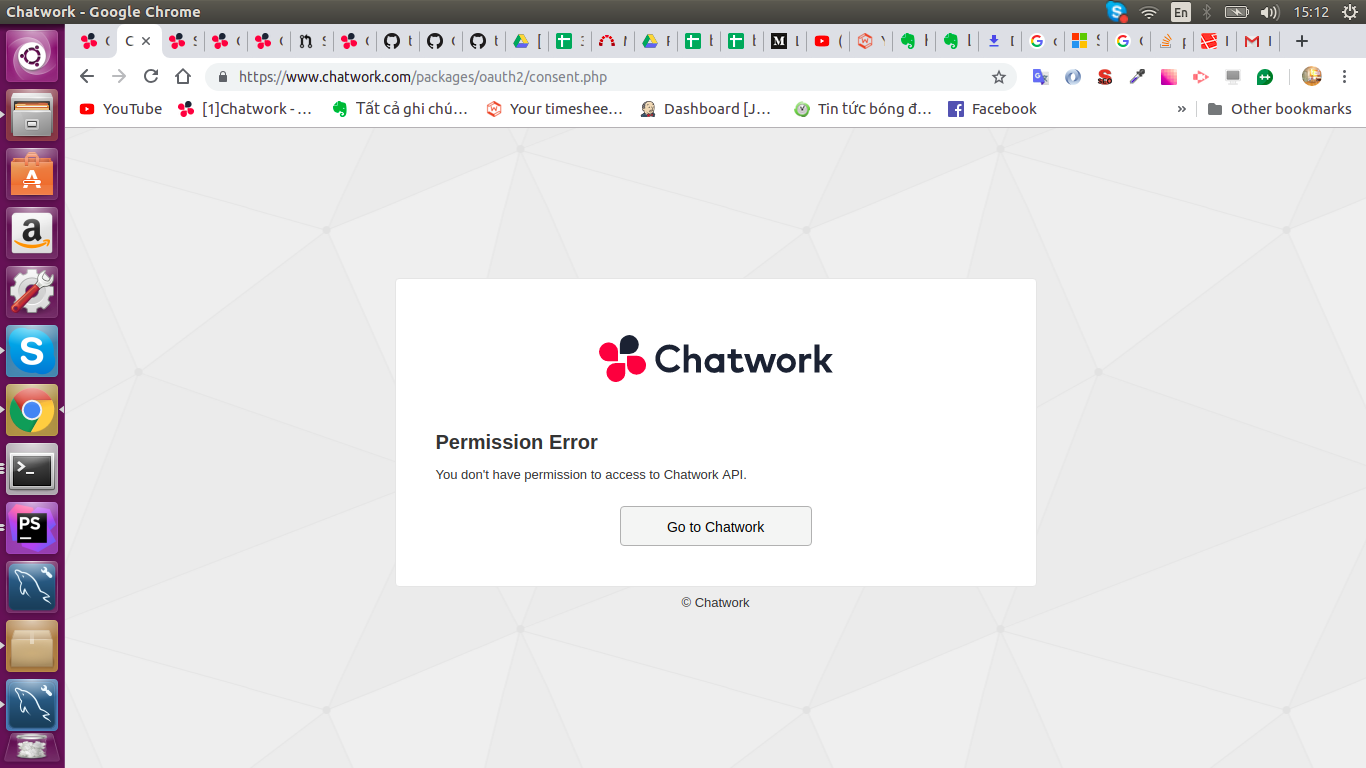 Chatwork - Google Chrome
En
15:12
https://www.chatwork.com/packages/oauth2/consent.php
YouTube
[1]Chatwork - ...
Tất cả ghi chú...
Your timeshee...
Dashboard [J...
Tin tức bóng đ...
Facebook
»
Other bookmarks
Chatwork
Permission Error
You don't have permission to access to Chatwork API.
Go to Chatwork
© Chatwork